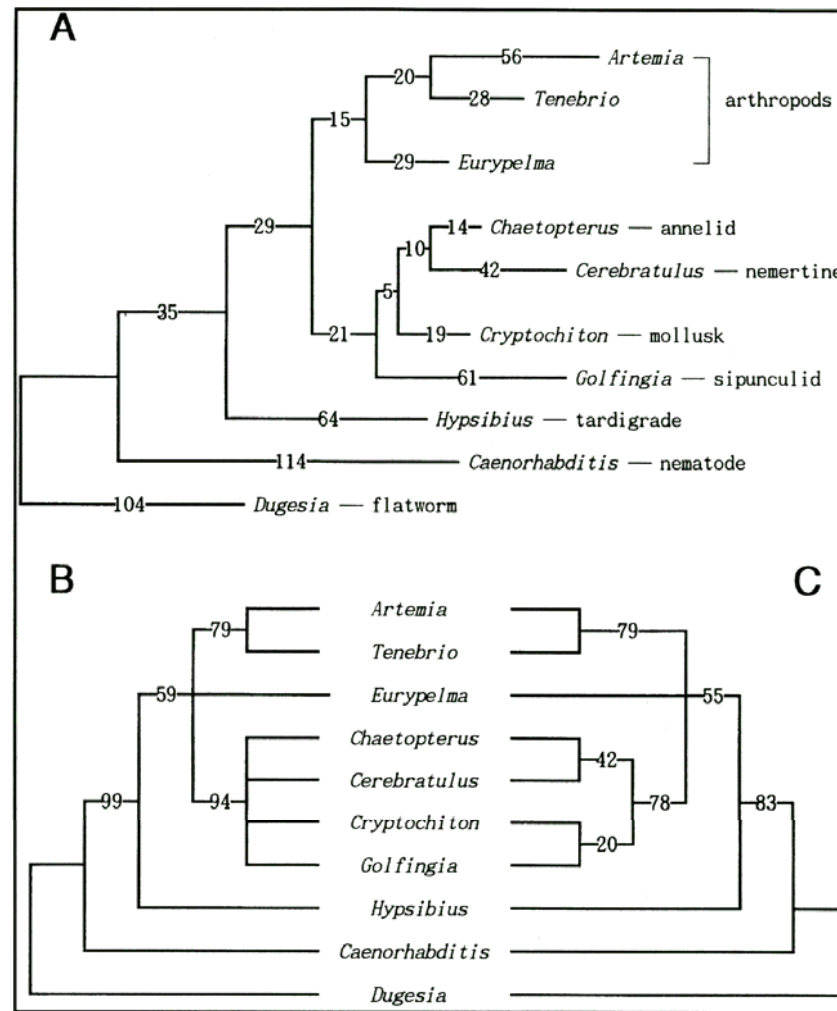 A
56 Artemia
20
28 Tenebrio
arthropods
15
29 Eurypelma
14 Chaetopterus — annelid
29
10
42 Cerebratulus — nemertine
5
35
21
19 Cryptochiton — mollusk
61 Golfingia — sipunculid
64 Hypsibius — tardigrade
114 Caenorhabditis — nematode
104 Dugesia — flatworm
B
C
Artemia
79
79
Tenebrio
59
Eurypelma
55
Chaetopterus
42
Cerebratulus
99
94
78
83
Cryptochiton
20
Golfingia
Hypsibius
Caenorhabditis
Dugesia